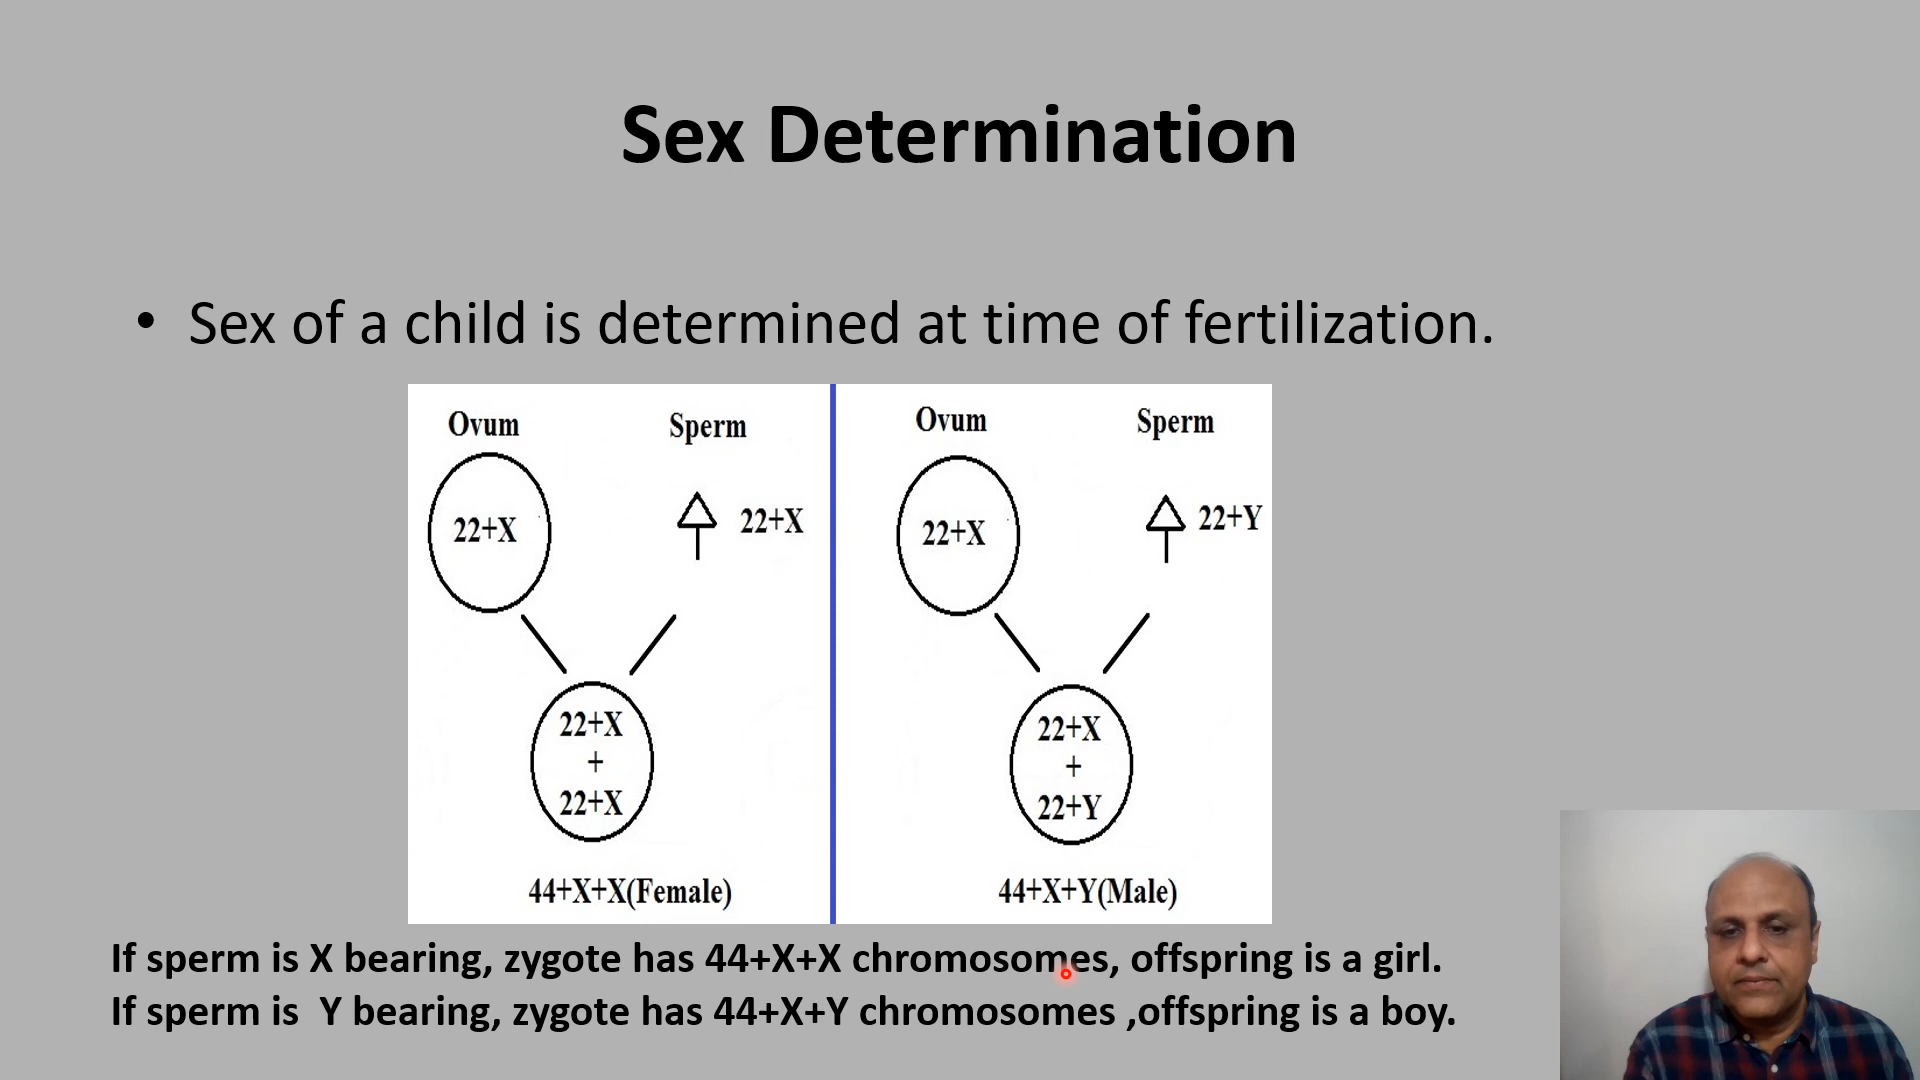 Sex Determination
• Sex of a child is determined at time of fertilization.
Ovum Sperm
22+X 22+X
22+X
+
22+X
44+X+X(Female)
Ovum Sperm
22+X 22+Y
22+X
+
22+Y
44+X+Y(Male)
If sperm is X bearing, zygote has 44+X+X chromosomes, offspring is a girl.
If sperm is  Y bearing, zygote has 44+X+Y chromosomes ,offspring is a boy.